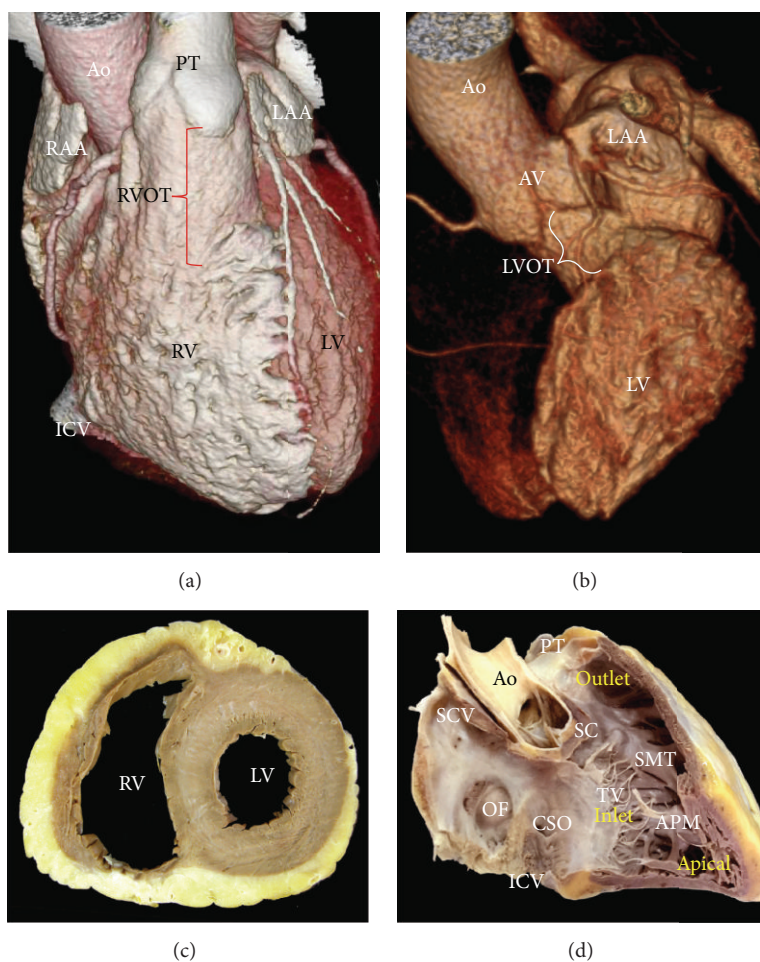 Ao
PT
RAA
LAA
RVOT
RV
LV
ICV
(a)
Ao
LAA
AV
LVOT
LV
(b)
RV
LV
(c)
PT
Ao
Outlet
SCV
SC
SMT
TV
OF
Inlet
CSO
APM
Apical
ICV
(d)